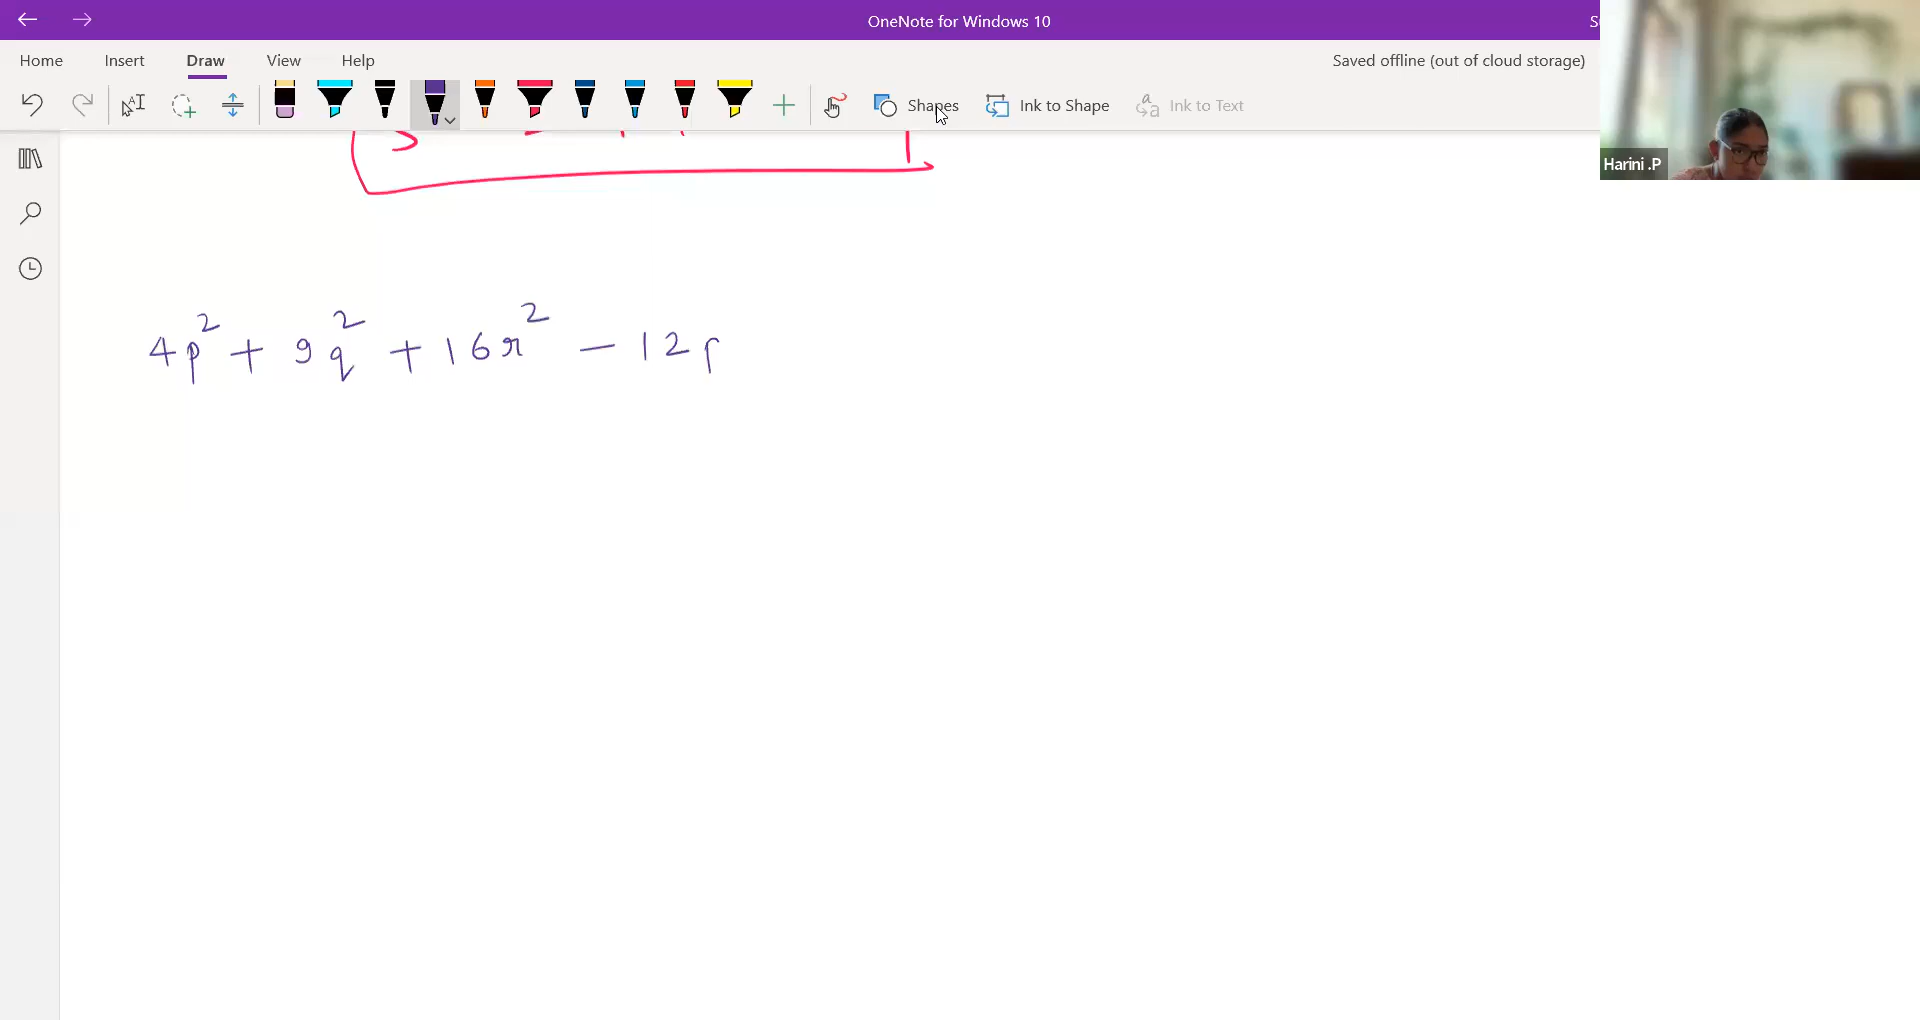 OneNote for Windows 10
Home Insert Draw View Help
Saved offline (out of cloud storage)
Shapes Ink to Shape Ink to Text
Harini .P
4p² + 9q² + 16r² - 12p